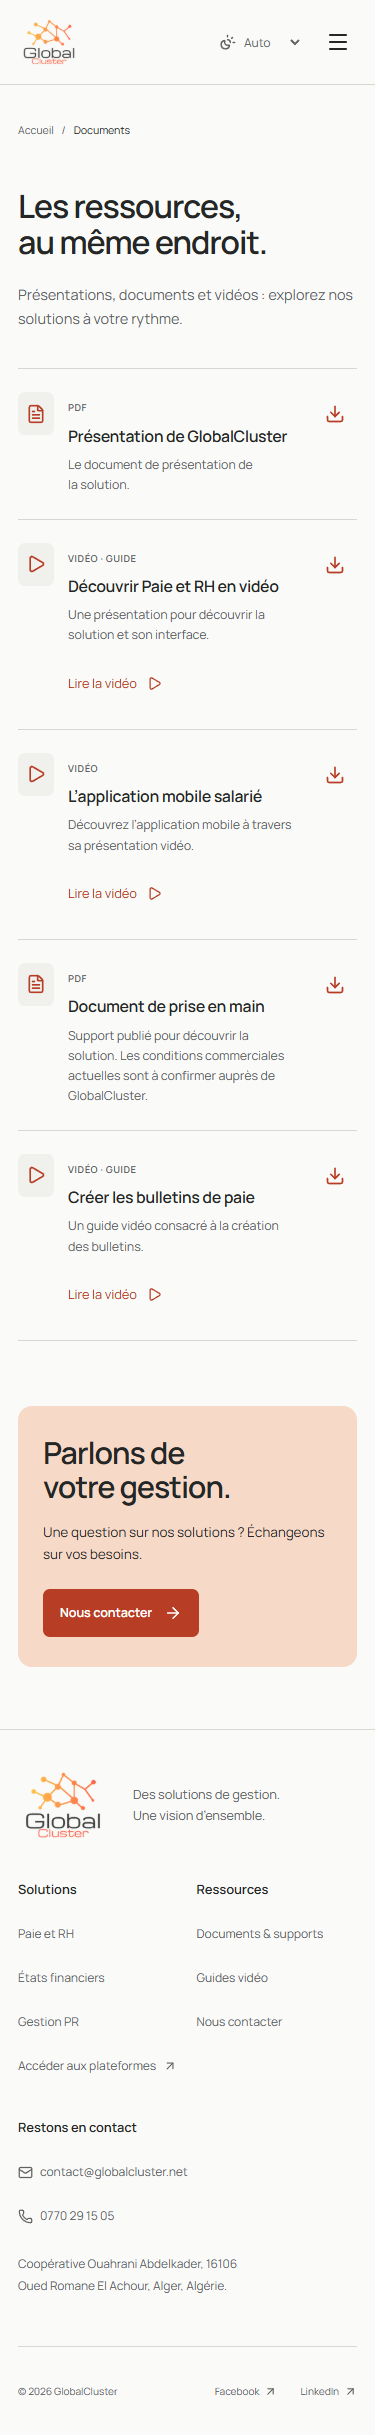 Global
Cluster
Auto
Accueil / Documents
Les ressources,
au même endroit.
Présentations, documents et vidéos : explorez nos
solutions à votre rythme.
PDF
Présentation de GlobalCluster
Le document de présentation de
la solution.
VIDÉO · GUIDE
Découvrir Paie et RH en vidéo
Une présentation pour découvrir la
solution et son interface.
Lire la vidéo
VIDÉO
L’application mobile salarié
Découvrez l’application mobile à travers
sa présentation vidéo.
Lire la vidéo
PDF
Document de prise en main
Support publié pour découvrir la
solution. Les conditions commerciales
actuelles sont à confirmer auprès de
GlobalCluster.
VIDÉO · GUIDE
Créer les bulletins de paie
Un guide vidéo consacré à la création
des bulletins.
Lire la vidéo
Parlons de
votre gestion.
Une question sur nos solutions ? Échangeons
sur vos besoins.
Nous contacter
Global
Cluster
Des solutions de gestion.
Une vision d’ensemble.
Solutions
Paie et RH
États financiers
Gestion PR
Accéder aux plateformes
Ressources
Documents & supports
Guides vidéo
Nous contacter
Restons en contact
contact@globalcluster.net
0770 29 15 05
Coopérative Ouahrani Abdelkader, 16106
Oued Romane El Achour, Alger, Algérie.
© 2026 GlobalCluster
Facebook
LinkedIn